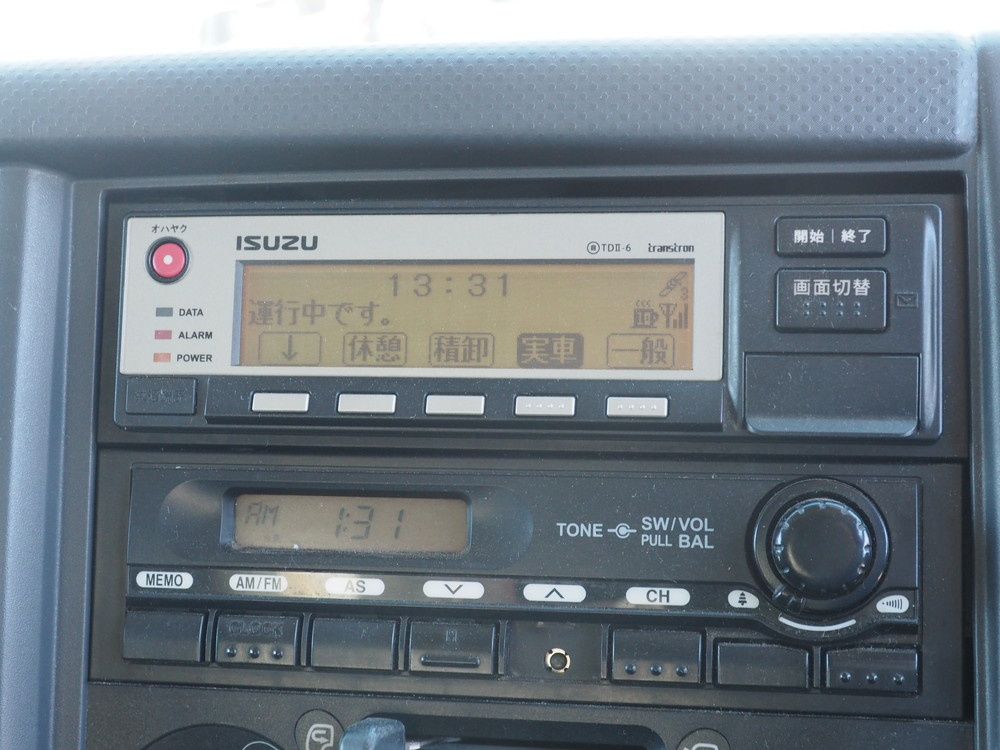 オハヤク
ISUZU
® TDII-6 transtron
開始 | 終了
13:31
画面切替
3
運行中です。
DATA
ALARM
POWER
↓ 休憩 積卸 実車 一般
AM 1:31
TONE SW/VOL
PULL BAL
MEMO AM/FM AS CH
CLOCK